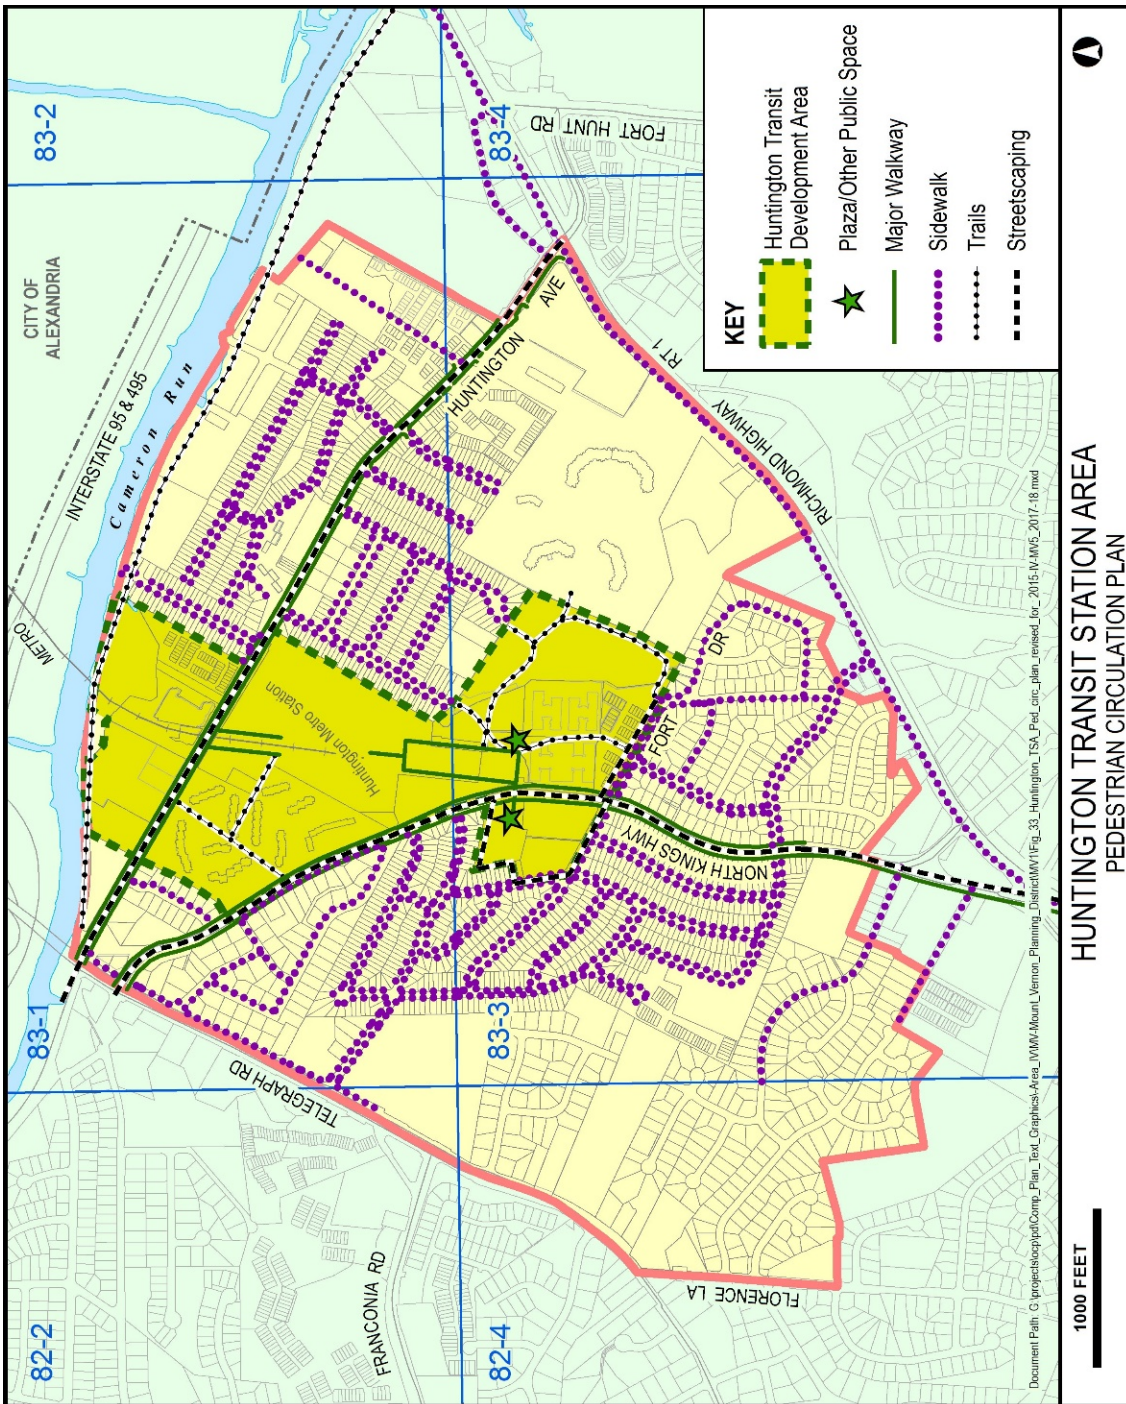 82-2
83-1
83-2
82-4
83-3
83-4
CITY OF
ALEXANDRIA
INTERSTATE 95 & 495
Cameron Run
METRO
Huntington Metro Station
HUNTINGTON AVE
FORT HUNT RD
RT 1
RICHMOND HIGHWAY
FORT DR
NORTH KINGS HWY
TELEGRAPH RD
FRANCONIA RD
FLORENCE LA
KEY
Huntington Transit
Development Area
Plaza/Other Public Space
Major Walkway
Sidewalk
Trails
Streetscaping
1000 FEET
HUNTINGTON TRANSIT STATION AREA
PEDESTRIAN CIRCULATION PLAN